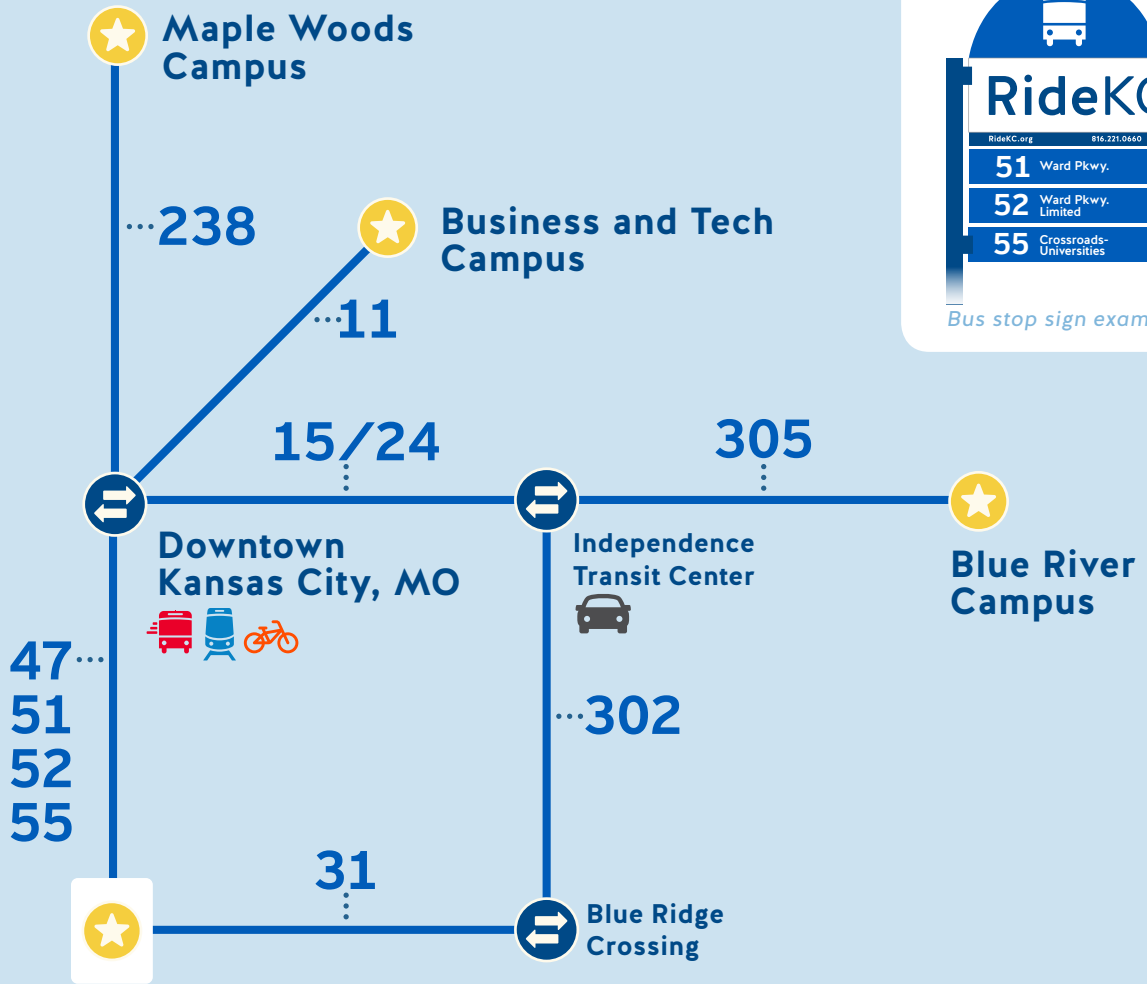 Maple Woods
Campus
RideKC
RideKC.org 816.221.0660
51 Ward Pkwy.
52 Ward Pkwy.
Limited
55 Crossroads-
Universities
Bus stop sign exam
238
Business and Tech
Campus
11
15/24
305
Downtown
Kansas City, MO
Independence
Transit Center
Blue River
Campus
47
51
52
55
302
31
Blue Ridge
Crossing